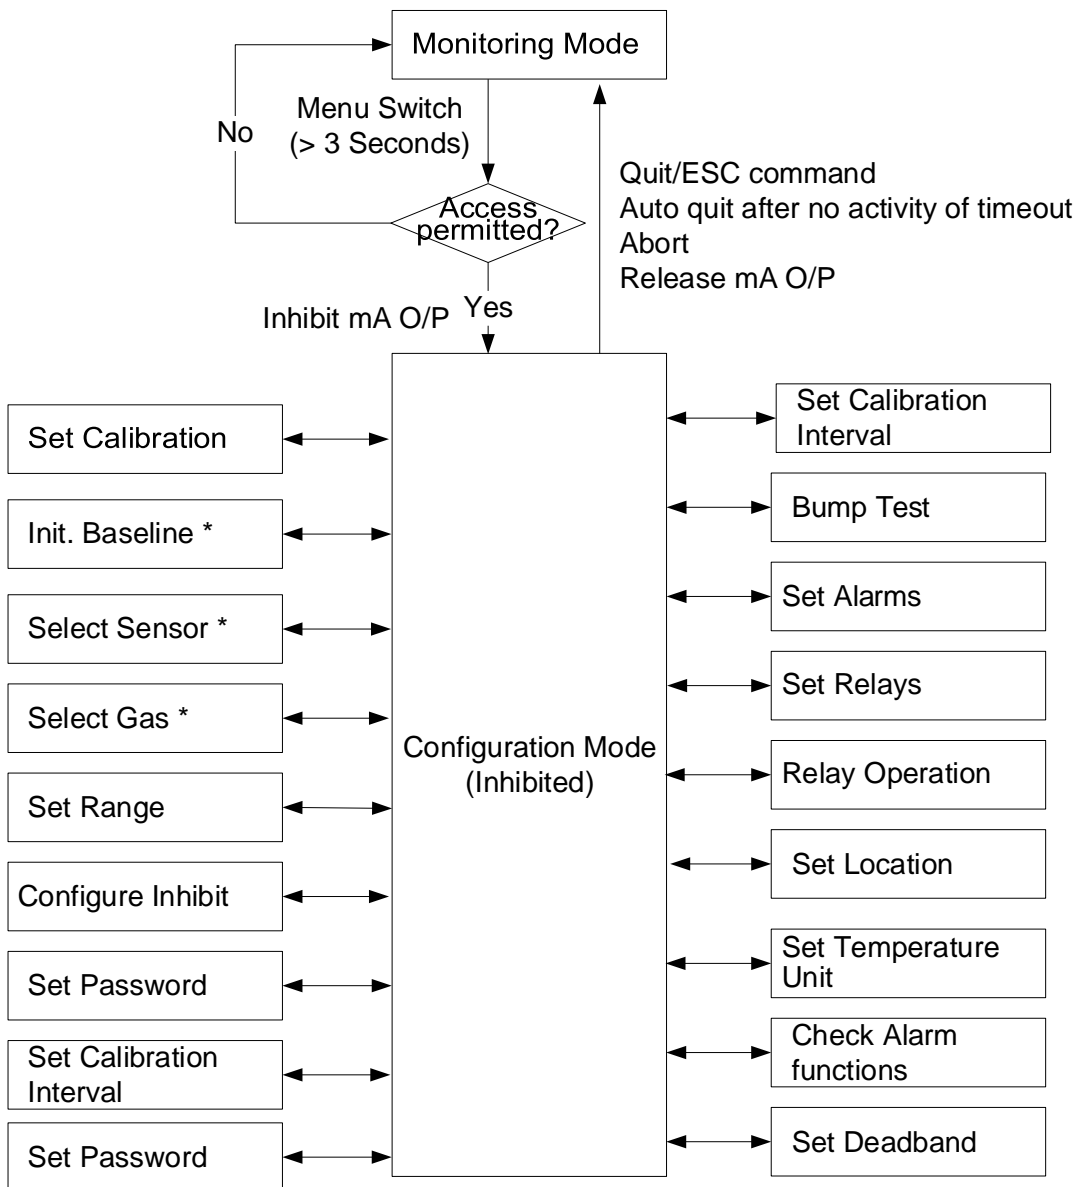 Monitoring Mode
Menu Switch
(> 3 Seconds)
No
Access
permitted?
Quit/ESC command
Auto quit after no activity of timeout
Abort
Release mA O/P
Inhibit mA O/P
Yes
Configuration Mode
(Inhibited)
Set Calibration
Init. Baseline *
Select Sensor *
Select Gas *
Set Range
Configure Inhibit
Set Password
Set Calibration
Interval
Set Password
Set Calibration
Interval
Bump Test
Set Alarms
Set Relays
Relay Operation
Set Location
Set Temperature
Unit
Check Alarm
functions
Set Deadband